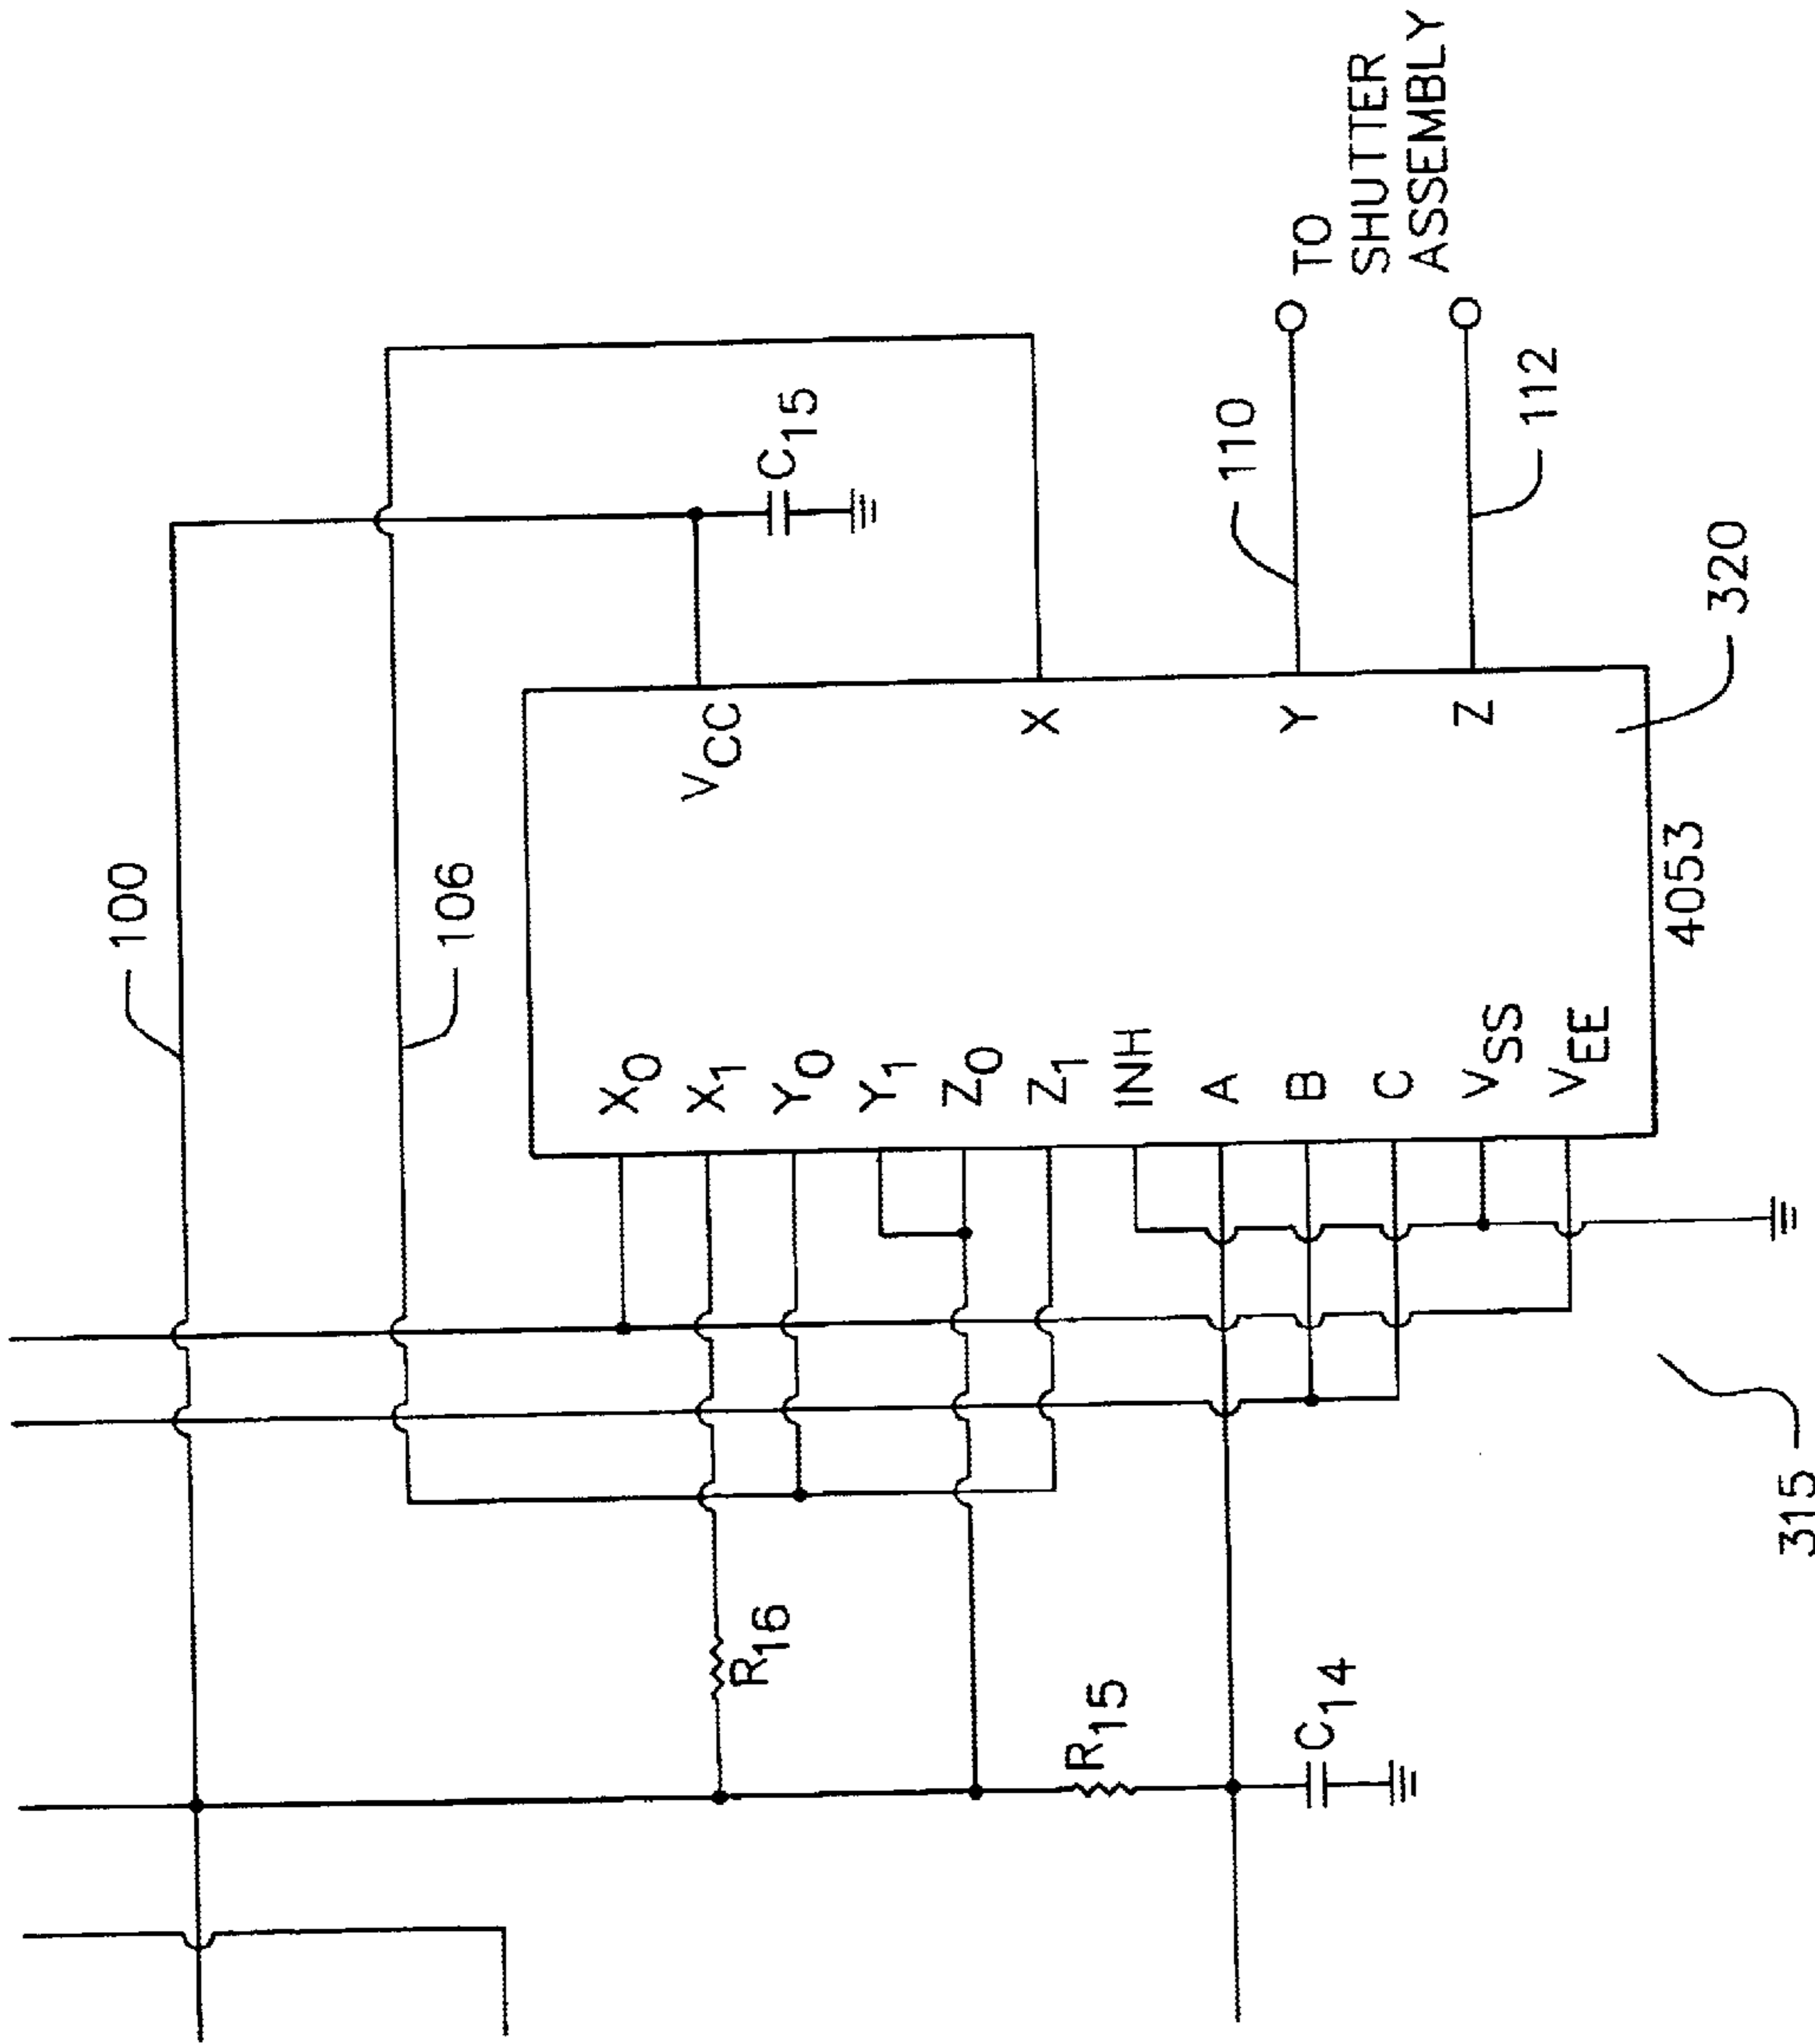 100
106
C15
X0
X1
Y0
Y1
Z0
Z1
INH
A
B
C
VSS
VEE
VCC
X
Y
Z
4053
320
110
112
TO
SHUTTER
ASSEMBLY
R16
R15
C14
315